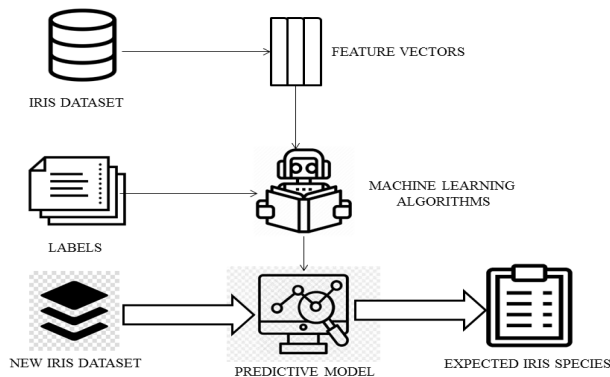 FEATURE VECTORS
IRIS DATASET
MACHINE LEARNING
ALGORITHMS
LABELS
NEW IRIS DATASET
PREDICTIVE MODEL
EXPECTED IRIS SPECIES